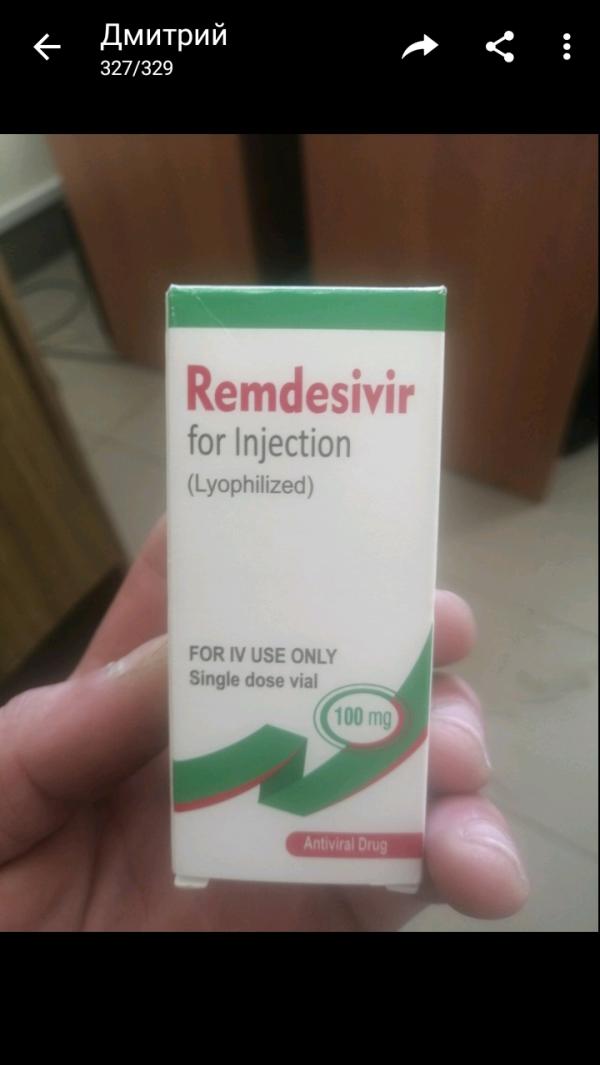 Дмитрий
327/329
Remdesivir
for Injection
(Lyophilized)
FOR IV USE ONLY
Single dose vial
100 mg
Antiviral Drug